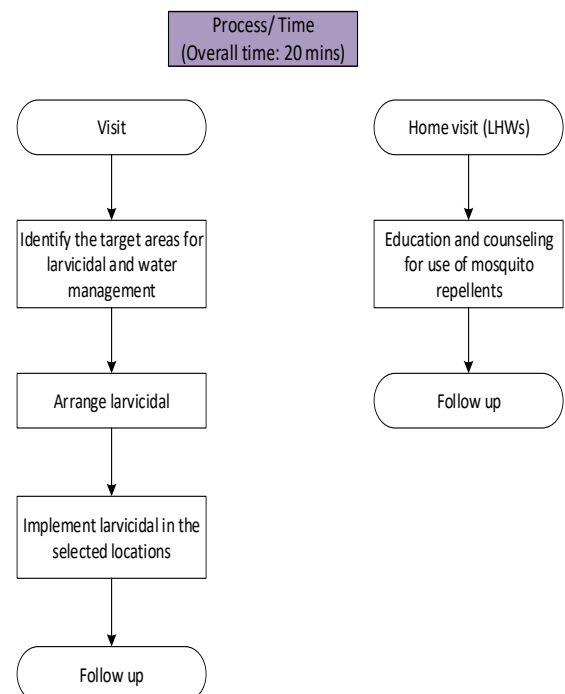 Process/ Time
(Overall time: 20 mins)
Visit
Identify the target areas for
larvicidal and water
management
Arrange larvicidal
Implement larvicidal in the
selected locations
Follow up
Home visit (LHWs)
Education and counseling
for use of mosquito
repellents
Follow up